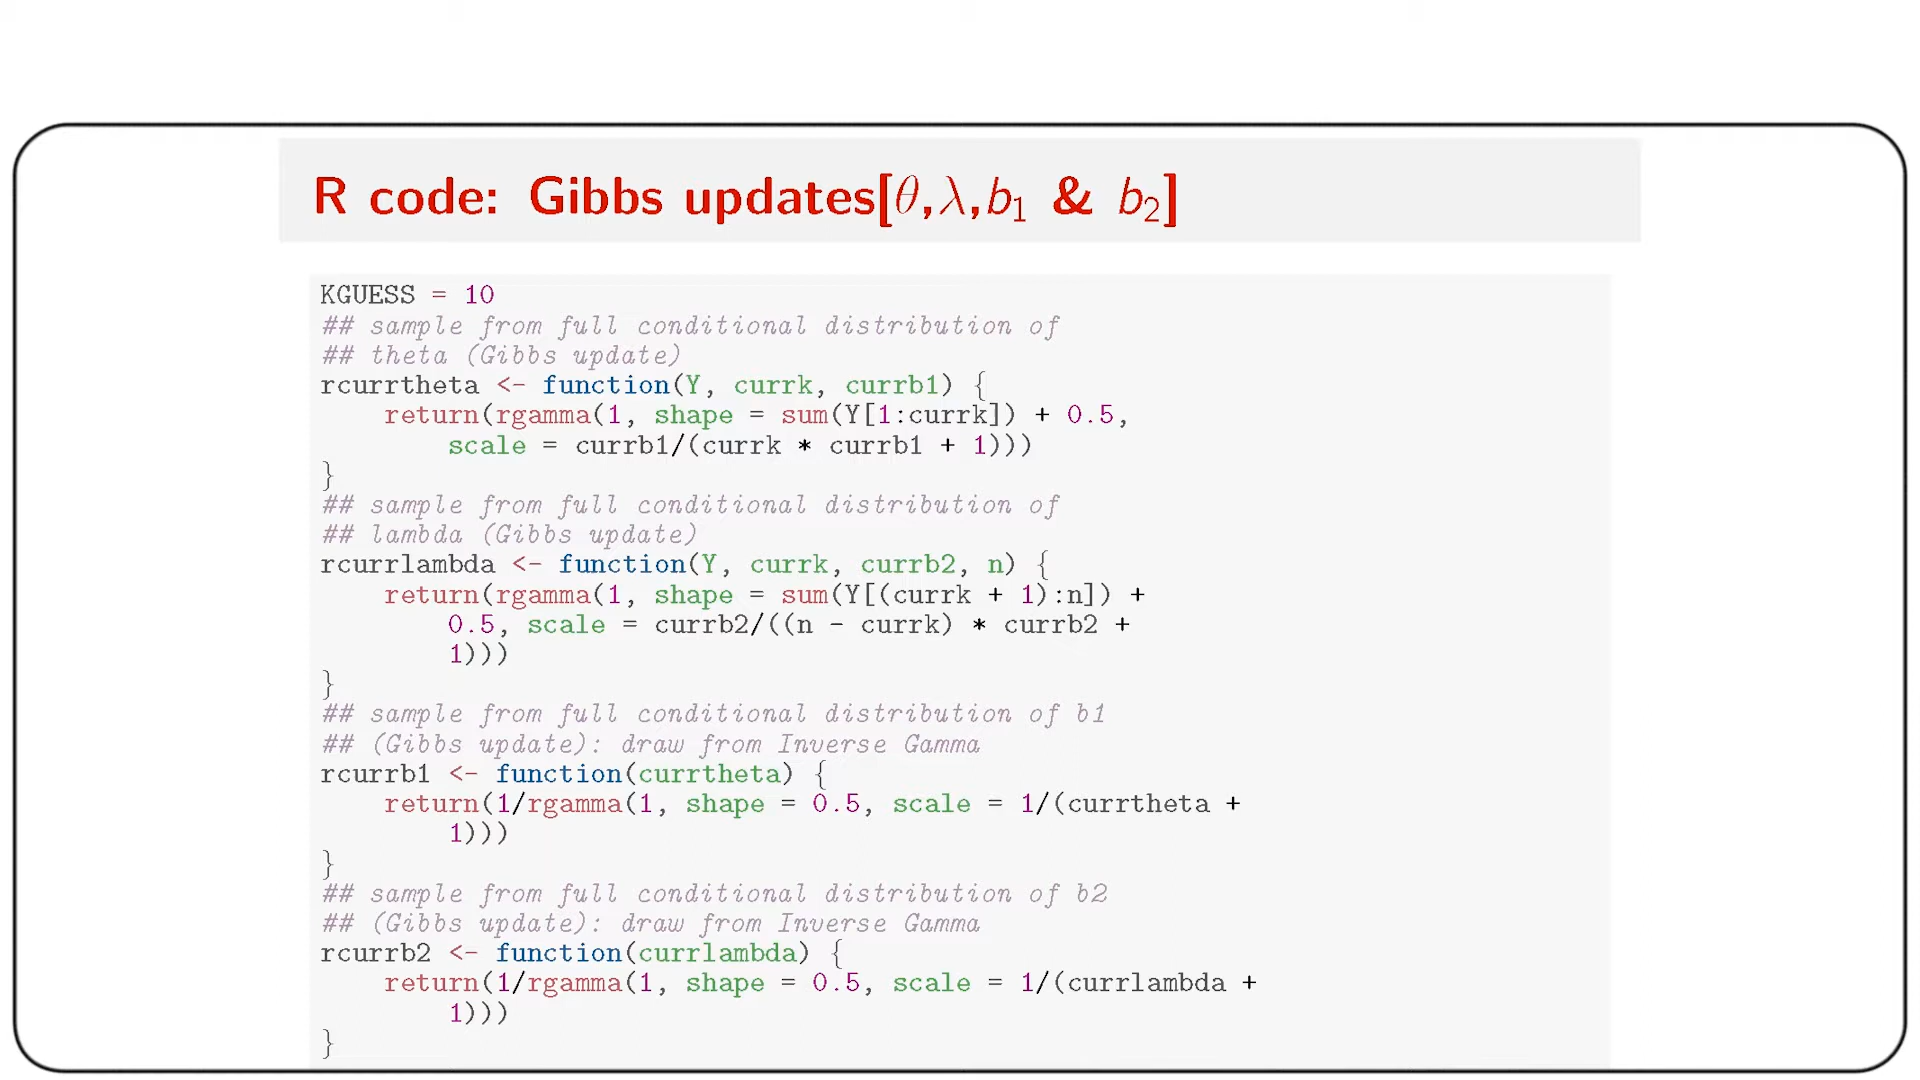 R code: Gibbs updates[θ,λ,b₁ & b₂]
KGUESS = 10
## sample from full conditional distribution of
## theta (Gibbs update)
rcurrtheta <- function(Y, currk, currb1) {
    return(rgamma(1, shape = sum(Y[1:currk]) + 0.5,
        scale = currb1/(currk * currb1 + 1)))
}
## sample from full conditional distribution of
## lambda (Gibbs update)
rcurrlambda <- function(Y, currk, currb2, n) {
    return(rgamma(1, shape = sum(Y[(currk + 1):n]) +
        0.5, scale = currb2/((n - currk) * currb2 +
        1)))
}
## sample from full conditional distribution of b1
## (Gibbs update): draw from Inverse Gamma
rcurrb1 <- function(currtheta) {
    return(1/rgamma(1, shape = 0.5, scale = 1/(currtheta +
        1)))
}
## sample from full conditional distribution of b2
## (Gibbs update): draw from Inverse Gamma
rcurrb2 <- function(currlambda) {
    return(1/rgamma(1, shape = 0.5, scale = 1/(currlambda +
        1)))
}